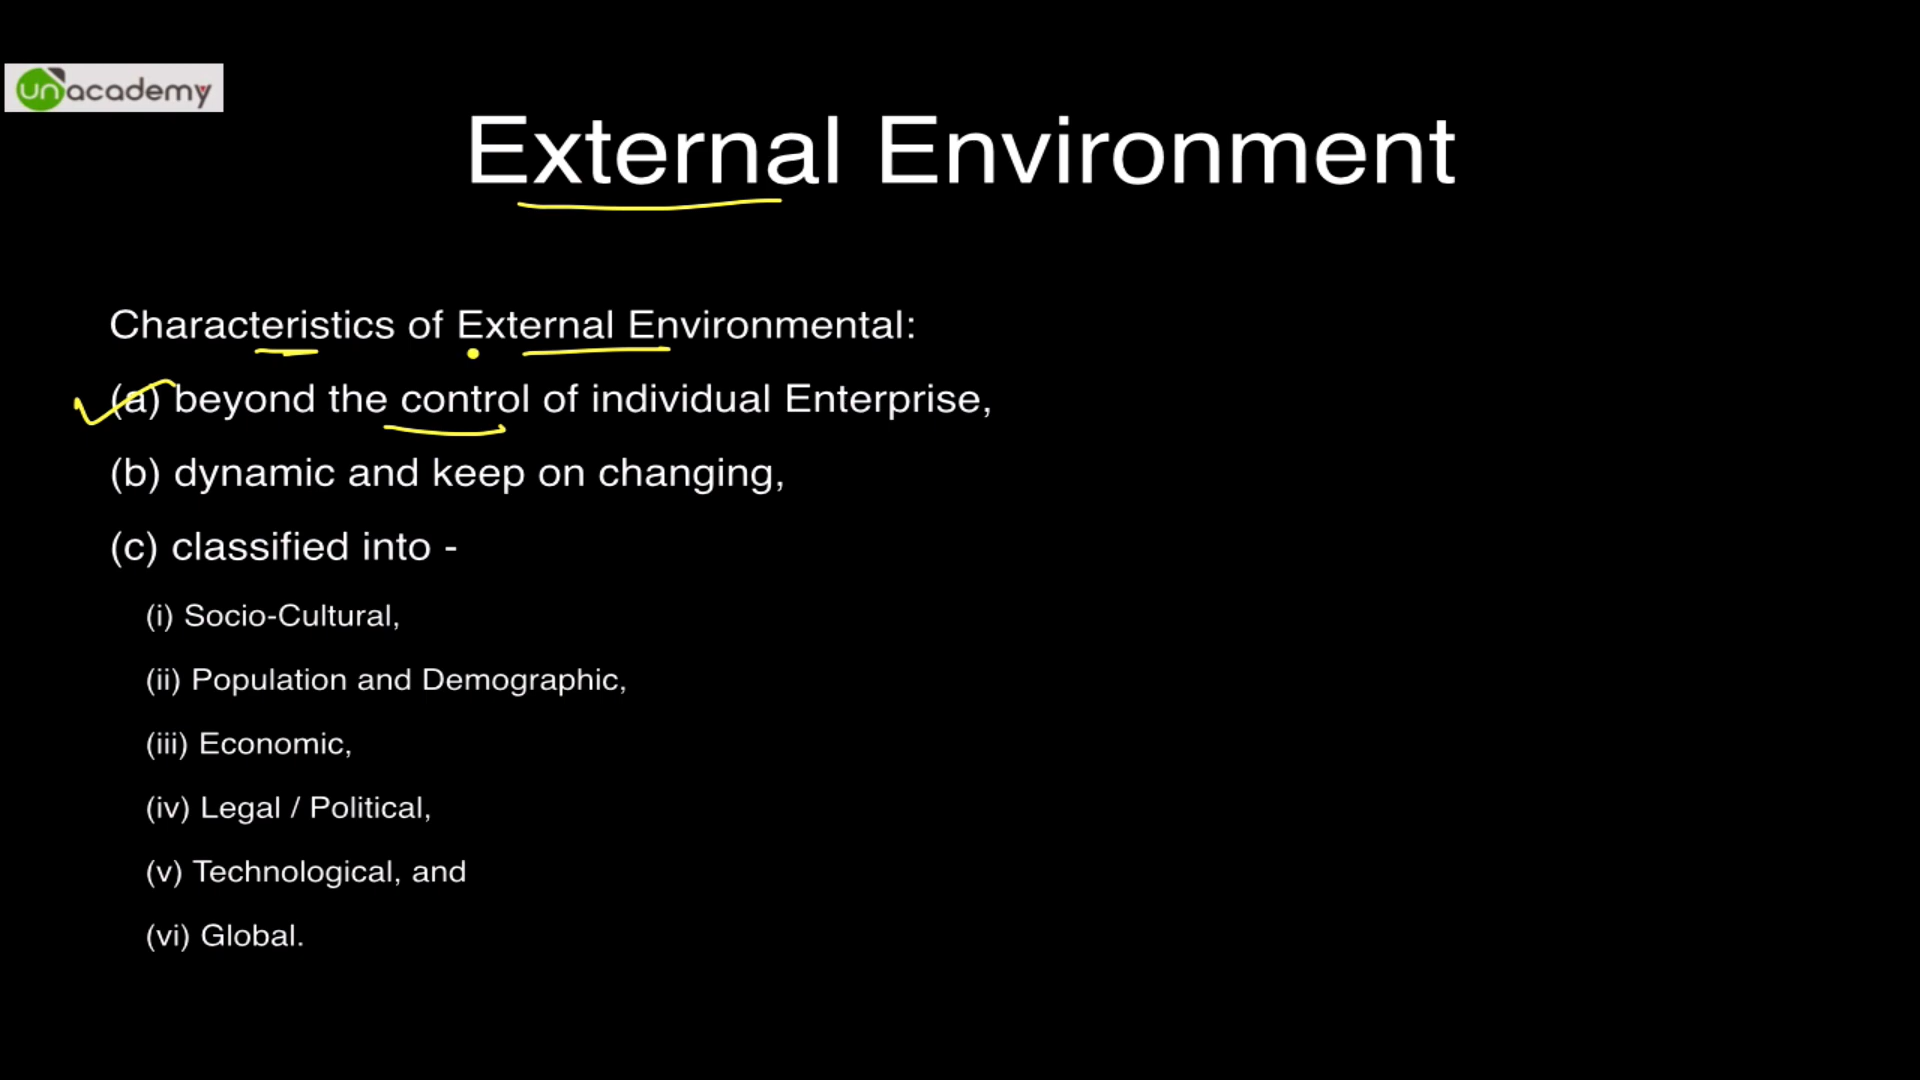 unacademy
External Environment
Characteristics of External Environmental:
(a) beyond the control of individual Enterprise,
(b) dynamic and keep on changing,
(c) classified into -
(i) Socio-Cultural,
(ii) Population and Demographic,
(iii) Economic,
(iv) Legal / Political,
(v) Technological, and
(vi) Global.